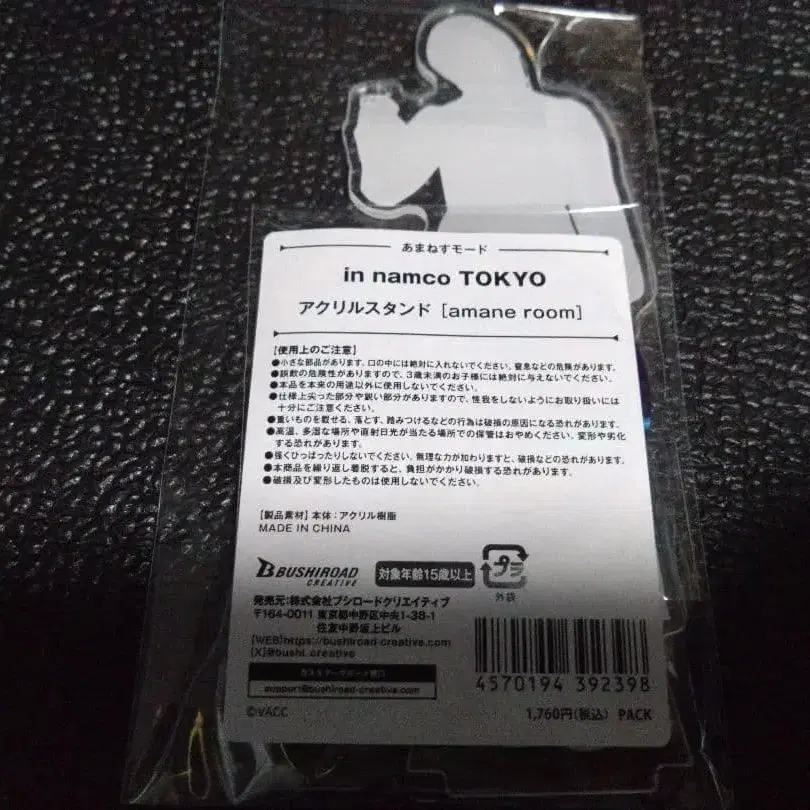 あまねすモード
in namco TOKYO
アクリルスタンド [amane room]
【使用上のご注意】
●小さな部品があります。口の中には絶対に入れないでください。窒息などの危険があります。
●誤飲の危険性がありますので、3歳未満のお子様には絶対に与えないでください。
●本品を本来の用途以外に使用しないでください。
●仕様上尖った部分や鋭い部分がありますので、怪我をしないようにお取り扱いには
十分にご注意ください。
●重いものを載せる、落とす、踏みつけるなどの行為は破損の原因になる恐れがあります。
●高温、多湿な場所や直射日光が当たる場所での保管はおやめください。変形や劣化
する恐れがあります。
●強くひっぱったりしないでください。無理な力が加わりますと、破損などの恐れがあります。
●本商品を繰り返し着脱すると、負担がかかり破損する恐れがあります。
●破損及び変形したものは使用しないでください。
【製品素材】本体:アクリル樹脂
MADE IN CHINA
BUSHIROAD
CREATIVE
対象年齢15歳以上
プラ
外袋
発売元:株式会社ブシロードクリエイティブ
〒164-0011 東京都中野区中央1-38-1
住友中野坂上ビル
[WEB]https://bushiroad-creative.com
[X]@bushi_creative
カスタマーサポート窓口
support@bushiroad-creative.com
4570194 392398
©VACC
1,760円(税込) PACK